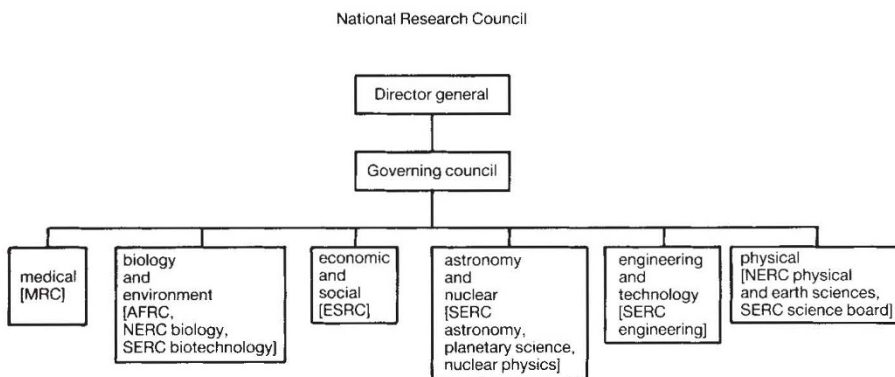 National Research Council
Director general
Governing council
medical
[MRC]
biology
and
environment
[AFRC,
NERC biology,
SERC biotechnology]
economic
and
social
[ESRC]
astronomy
and
nuclear
[SERC
astronomy,
planetary science,
nuclear physics]
engineering
and
technology
[SERC
engineering]
physical
[NERC physical
and earth sciences,
SERC science board]